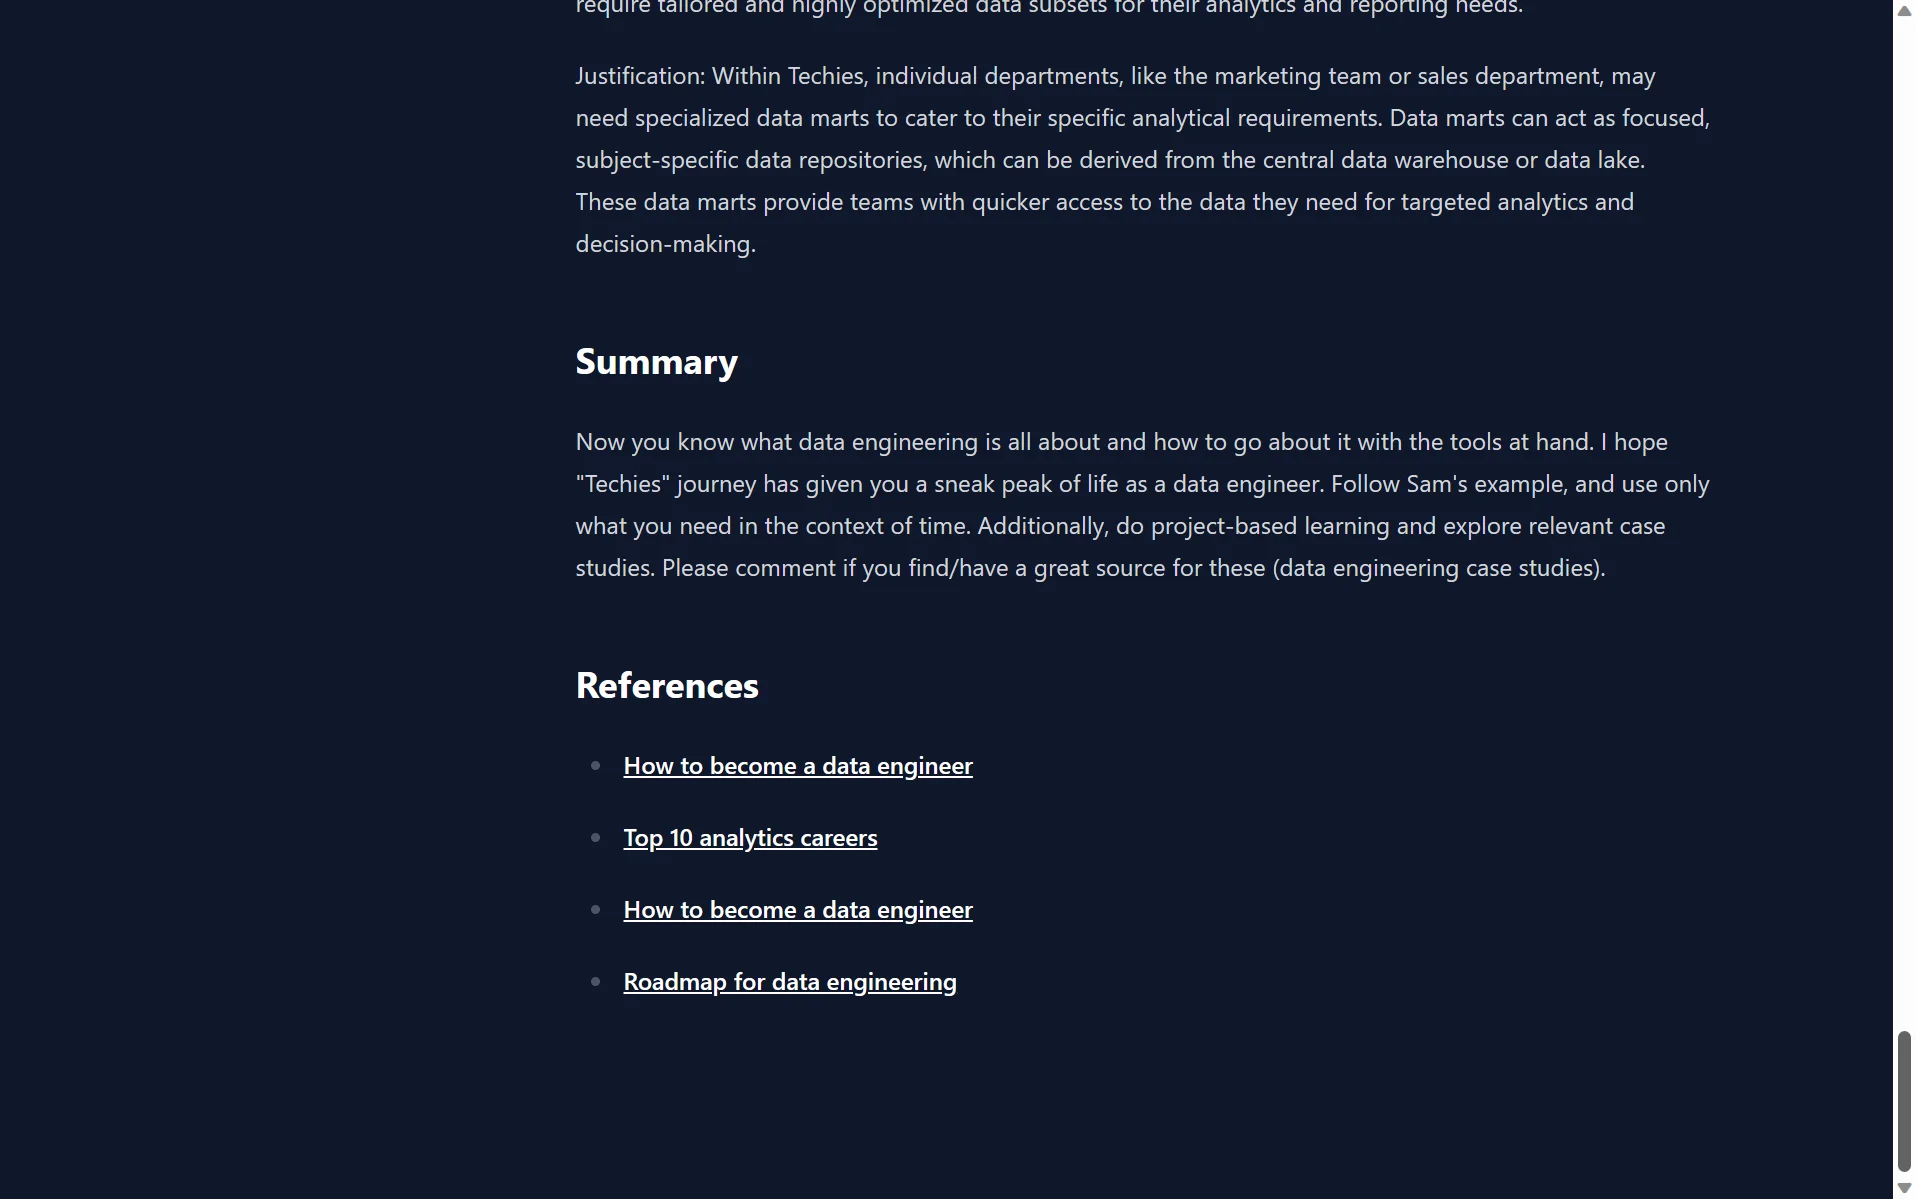 require tailored and highly optimized data subsets for their analytics and reporting needs.
Justification: Within Techies, individual departments, like the marketing team or sales department, may
need specialized data marts to cater to their specific analytical requirements. Data marts can act as focused,
subject-specific data repositories, which can be derived from the central data warehouse or data lake.
These data marts provide teams with quicker access to the data they need for targeted analytics and
decision-making.
Summary
Now you know what data engineering is all about and how to go about it with the tools at hand. I hope
"Techies" journey has given you a sneak peak of life as a data engineer. Follow Sam's example, and use only
what you need in the context of time. Additionally, do project-based learning and explore relevant case
studies. Please comment if you find/have a great source for these (data engineering case studies).
References
How to become a data engineer
Top 10 analytics careers
How to become a data engineer
Roadmap for data engineering